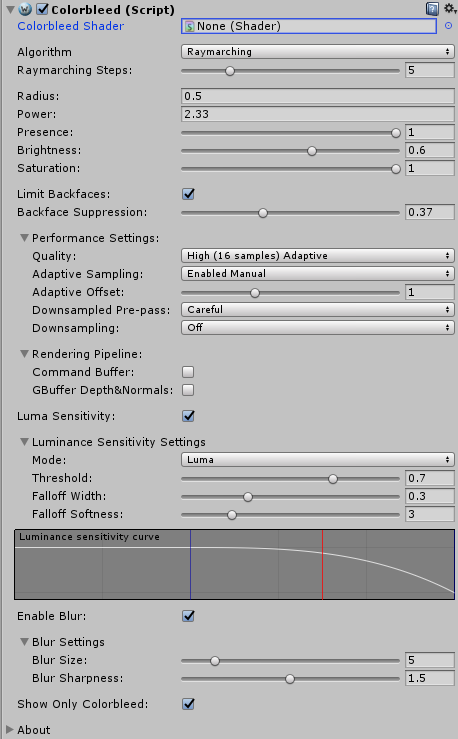 Colorbleed (Script)
Colorbleed Shader None (Shader)
Algorithm Raymarching
Raymarching Steps: 5
Radius: 0.5
Power: 2.33
Presence: 1
Brightness: 0.6
Saturation: 1
Limit Backfaces:
Backface Suppression: 0.37
Performance Settings:
Quality: High (16 samples) Adaptive
Adaptive Sampling: Enabled Manual
Adaptive Offset: 1
Downsampled Pre-pass: Careful
Downsampling: Off
Rendering Pipeline:
Command Buffer:
GBuffer Depth&Normals:
Luma Sensitivity:
Luminance Sensitivity Settings
Mode: Luma
Threshold: 0.7
Falloff Width: 0.3
Falloff Softness: 3
Luminance sensitivity curve
Enable Blur:
Blur Settings
Blur Size: 5
Blur Sharpness: 1.5
Show Only Colorbleed:
About